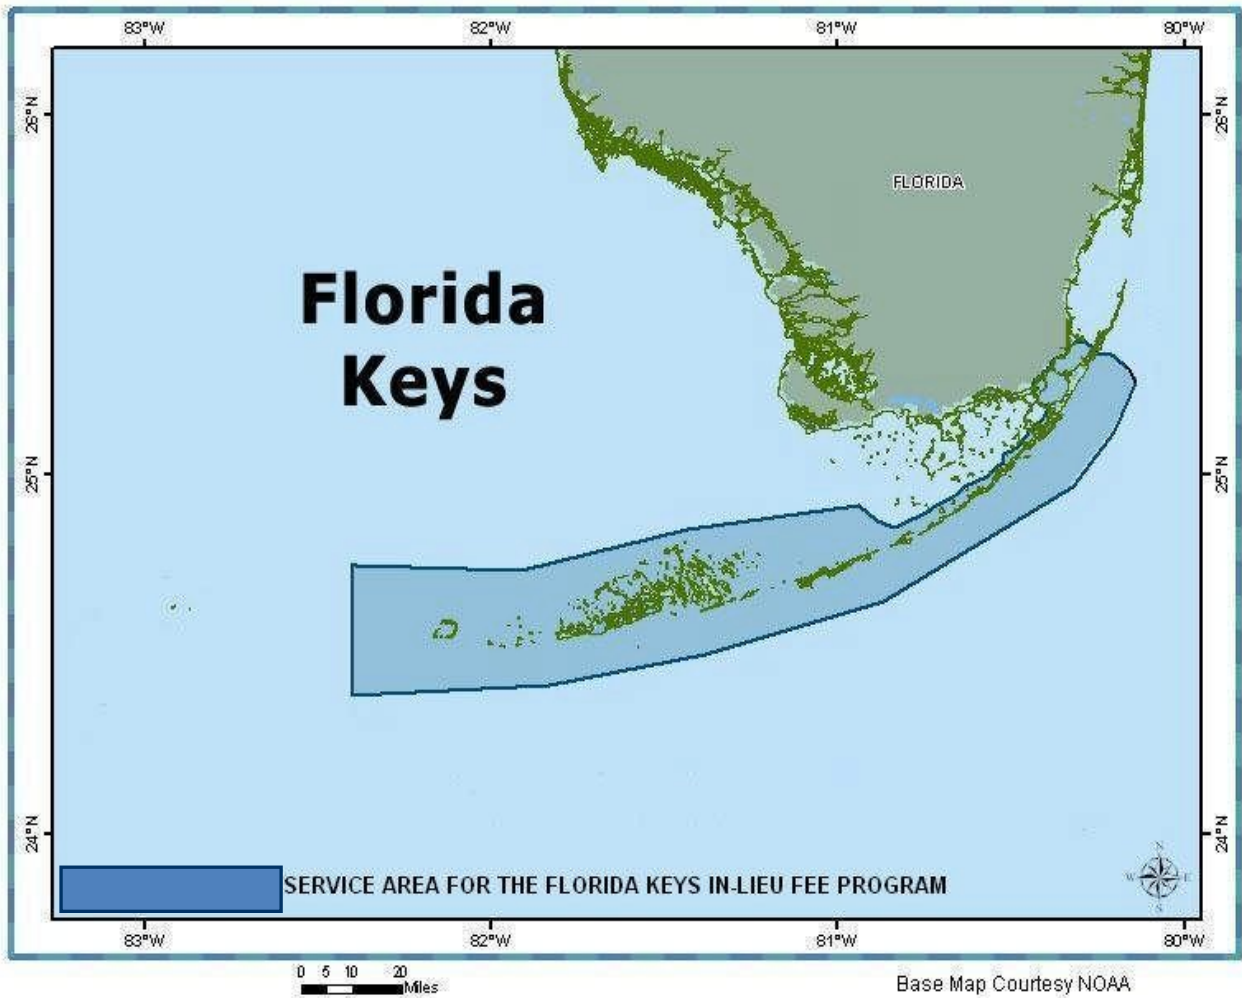 83°W 82°W 81°W 80°W
26°N 26°N
FLORIDA
Florida
Keys
25°N 25°N
24°N 24°N
N
W E
S
SERVICE AREA FOR THE FLORIDA KEYS IN-LIEU FEE PROGRAM
83°W 82°W 81°W 80°W
0 5 10 20
Miles
Base Map Courtesy NOAA